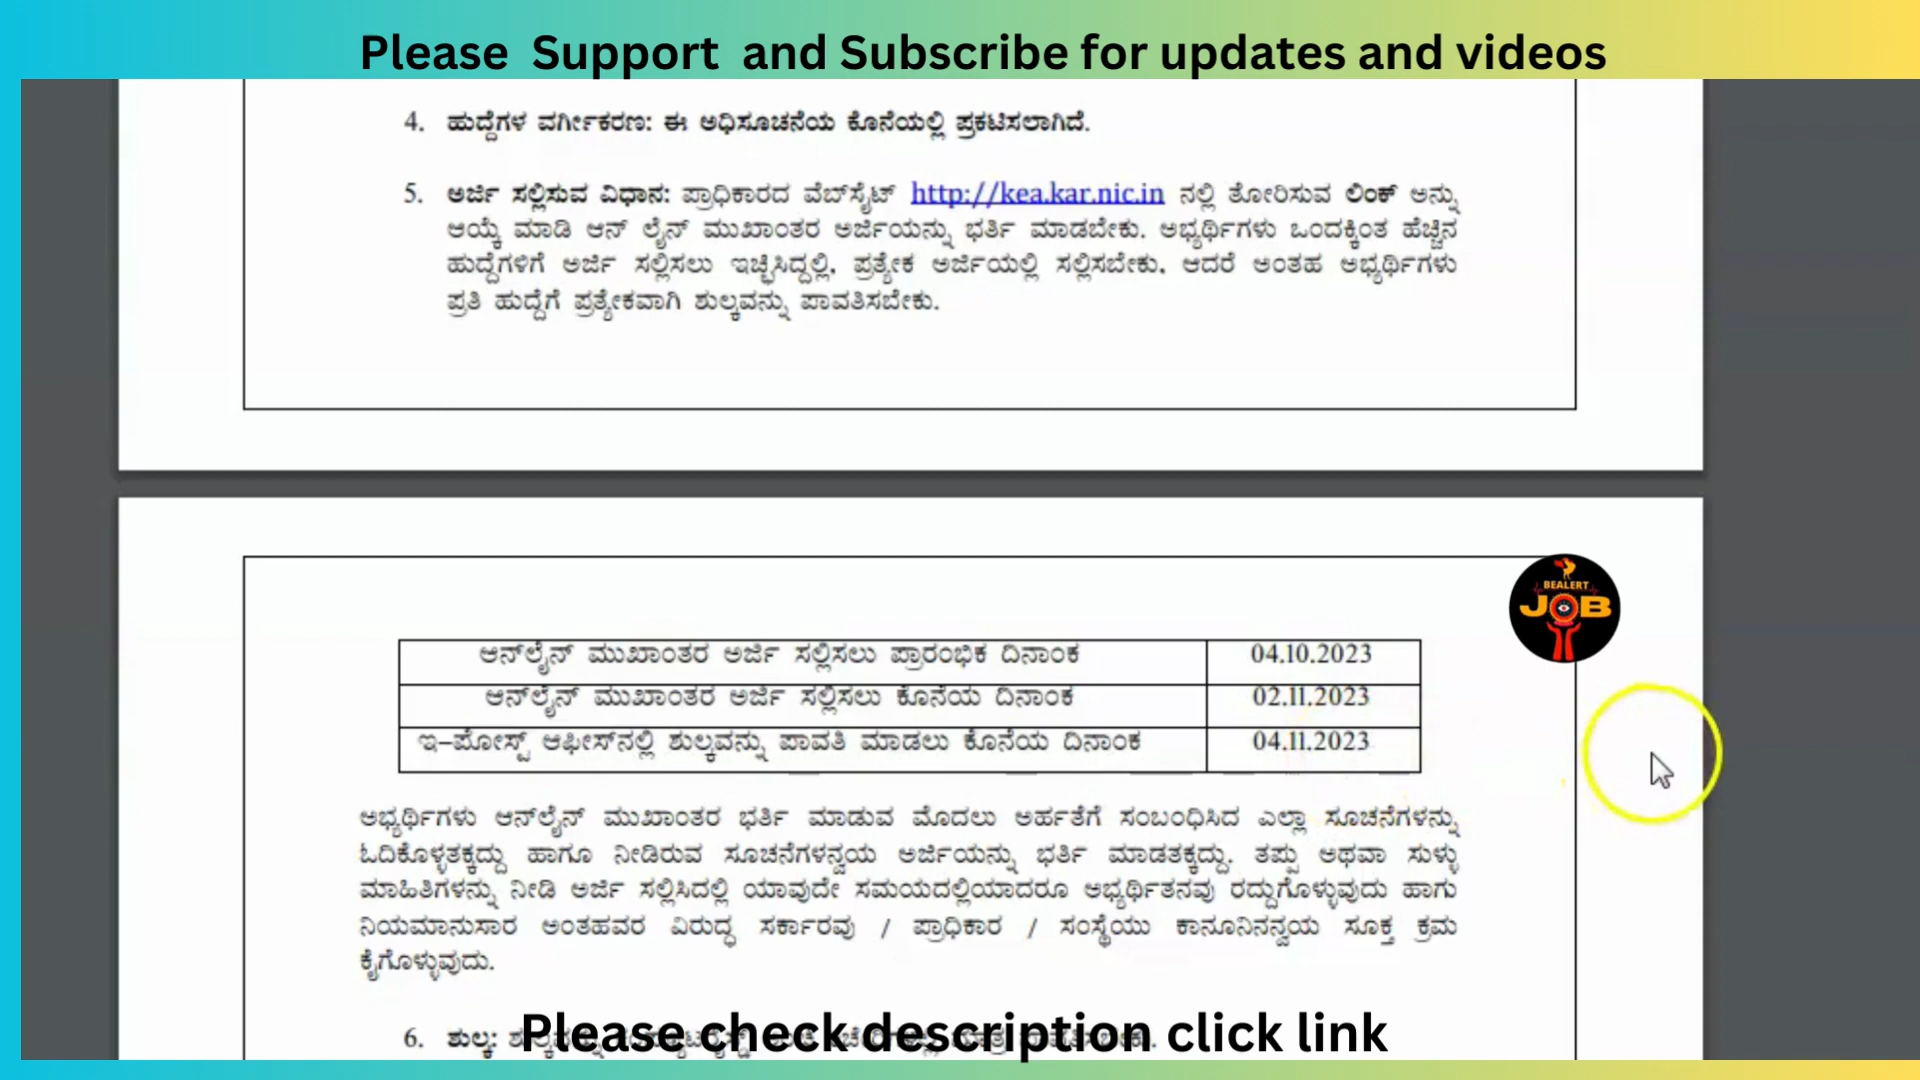 Please Support and Subscribe for updates and videos
4. ಹುದ್ದೆಗಳ ವರ್ಗೀಕರಣ: ಈ ಅಧಿಸೂಚನೆಯ ಕೊನೆಯಲ್ಲಿ ಪ್ರಕಟಿಸಲಾಗಿದೆ.
5. ಅರ್ಜಿ ಸಲ್ಲಿಸುವ ವಿಧಾನ: ಪ್ರಾಧಿಕಾರದ ವೆಬ್‌ಸೈಟ್ http://kea.kar.nic.in ನಲ್ಲಿ ತೋರಿಸುವ ಲಿಂಕ್ ಅನ್ನು
ಆಯ್ಕೆ ಮಾಡಿ ಆನ್ ಲೈನ್ ಮುಖಾಂತರ ಅರ್ಜಿಯನ್ನು ಭರ್ತಿ ಮಾಡಬೇಕು. ಅಭ್ಯರ್ಥಿಗಳು ಒಂದಕ್ಕಿಂತ ಹೆಚ್ಚಿನ
ಹುದ್ದೆಗಳಿಗೆ ಅರ್ಜಿ ಸಲ್ಲಿಸಲು ಇಚ್ಛಿಸಿದ್ದಲ್ಲಿ, ಪ್ರತ್ಯೇಕ ಅರ್ಜಿಯಲ್ಲಿ ಸಲ್ಲಿಸಬೇಕು. ಆದರೆ ಅಂತಹ ಅಭ್ಯರ್ಥಿಗಳು
ಪ್ರತಿ ಹುದ್ದೆಗೆ ಪ್ರತ್ಯೇಕವಾಗಿ ಶುಲ್ಕವನ್ನು ಪಾವತಿಸಬೇಕು.
BEALERT
JOB
ಆನ್‌ಲೈನ್ ಮುಖಾಂತರ ಅರ್ಜಿ ಸಲ್ಲಿಸಲು ಪ್ರಾರಂಭಿಕ ದಿನಾಂಕ 04.10.2023
ಆನ್‌ಲೈನ್ ಮುಖಾಂತರ ಅರ್ಜಿ ಸಲ್ಲಿಸಲು ಕೊನೆಯ ದಿನಾಂಕ 02.11.2023
ಇ–ಪೋಸ್ಟ್ ಆಫೀಸ್‌ನಲ್ಲಿ ಶುಲ್ಕವನ್ನು ಪಾವತಿ ಮಾಡಲು ಕೊನೆಯ ದಿನಾಂಕ 04.11.2023
ಅಭ್ಯರ್ಥಿಗಳು ಆನ್‌ಲೈನ್ ಮುಖಾಂತರ ಭರ್ತಿ ಮಾಡುವ ಮೊದಲು ಅರ್ಹತೆಗೆ ಸಂಬಂಧಿಸಿದ ಎಲ್ಲಾ ಸೂಚನೆಗಳನ್ನು
ಓದಿಕೊಳ್ಳತಕ್ಕದ್ದು ಹಾಗೂ ನೀಡಿರುವ ಸೂಚನೆಗಳನ್ವಯ ಅರ್ಜಿಯನ್ನು ಭರ್ತಿ ಮಾಡತಕ್ಕದ್ದು. ತಪ್ಪು ಅಥವಾ ಸುಳ್ಳು
ಮಾಹಿತಿಗಳನ್ನು ನೀಡಿ ಅರ್ಜಿ ಸಲ್ಲಿಸಿದಲ್ಲಿ ಯಾವುದೇ ಸಮಯದಲ್ಲಿಯಾದರೂ ಅಭ್ಯರ್ಥಿತನವು ರದ್ದುಗೊಳ್ಳುವುದು ಹಾಗು
ನಿಯಮಾನುಸಾರ ಅಂತಹವರ ವಿರುದ್ಧ ಸರ್ಕಾರವು / ಪ್ರಾಧಿಕಾರ / ಸಂಸ್ಥೆಯು ಕಾನೂನಿನನ್ವಯ ಸೂಕ್ತ ಕ್ರಮ
ಕೈಗೊಳ್ಳುವುದು.
6. ಶುಲ್ಕ:
Please check description click link